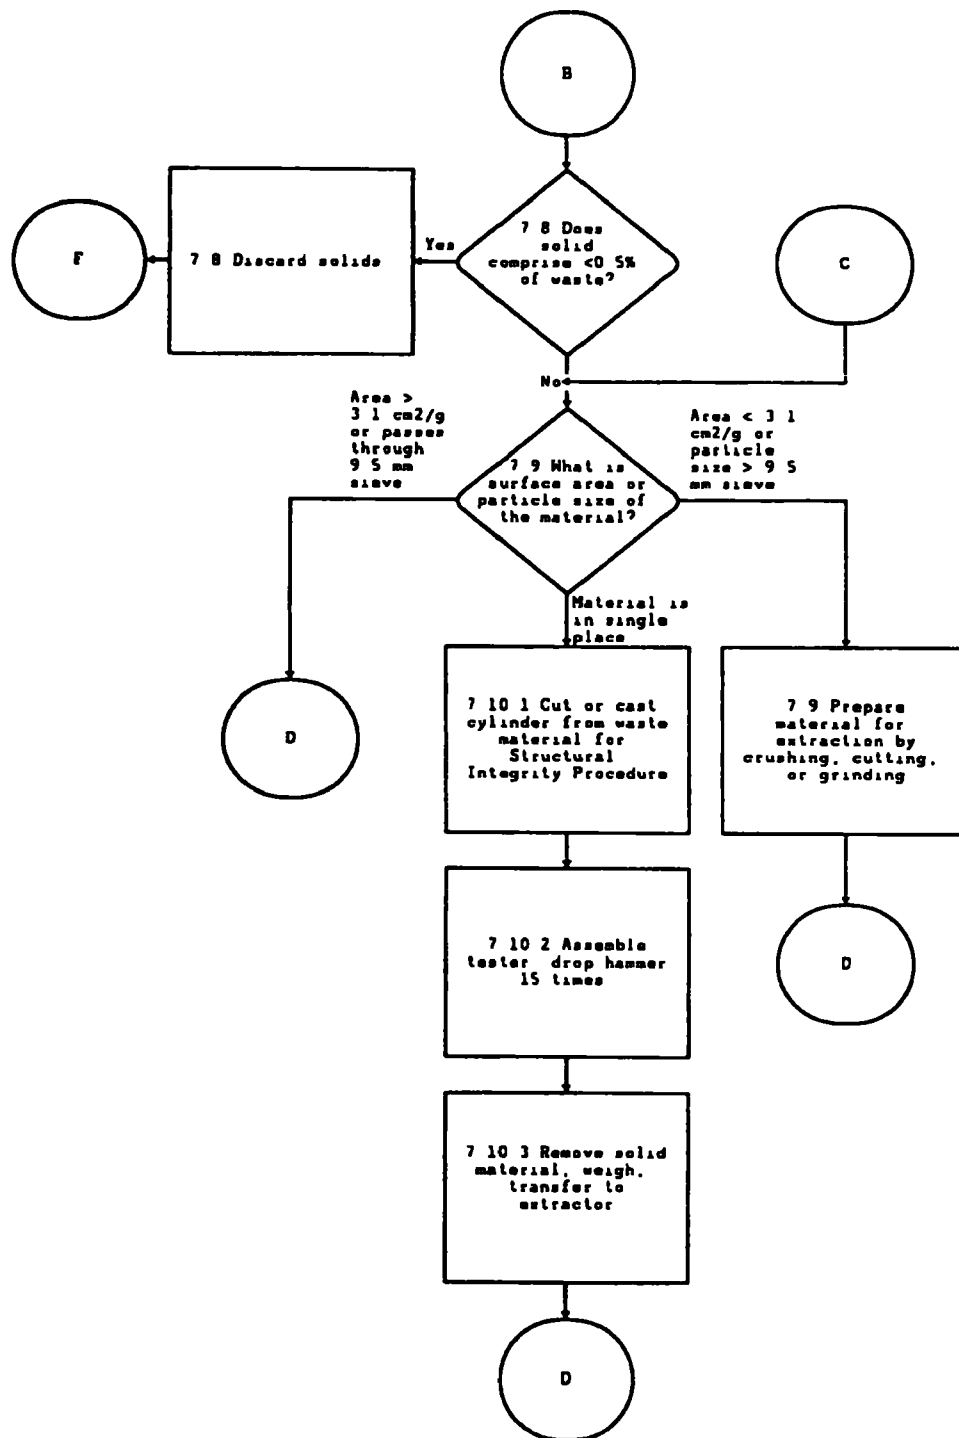 B
7 8 Does
solid
comprise <0 5%
of waste?
Yes
7 8 Discard solids
F
C
No
Area >
3 1 cm2/g
or passes
through
9 5 mm
sieve
Area < 3 1
cm2/g or
particle
size > 9 5
mm sieve
7 9 What is
surface area or
particle size of
the material?
Material is
in single
place
D
7 10 1 Cut or cast
cylinder from waste
material for
Structural
Integrity Procedure
7 9 Prepare
material for
extraction by
crushing, cutting,
or grinding
7 10 2 Assemble
tester drop hammer
15 times
D
7 10 3 Remove solid
material, weigh,
transfer to
extractor
D